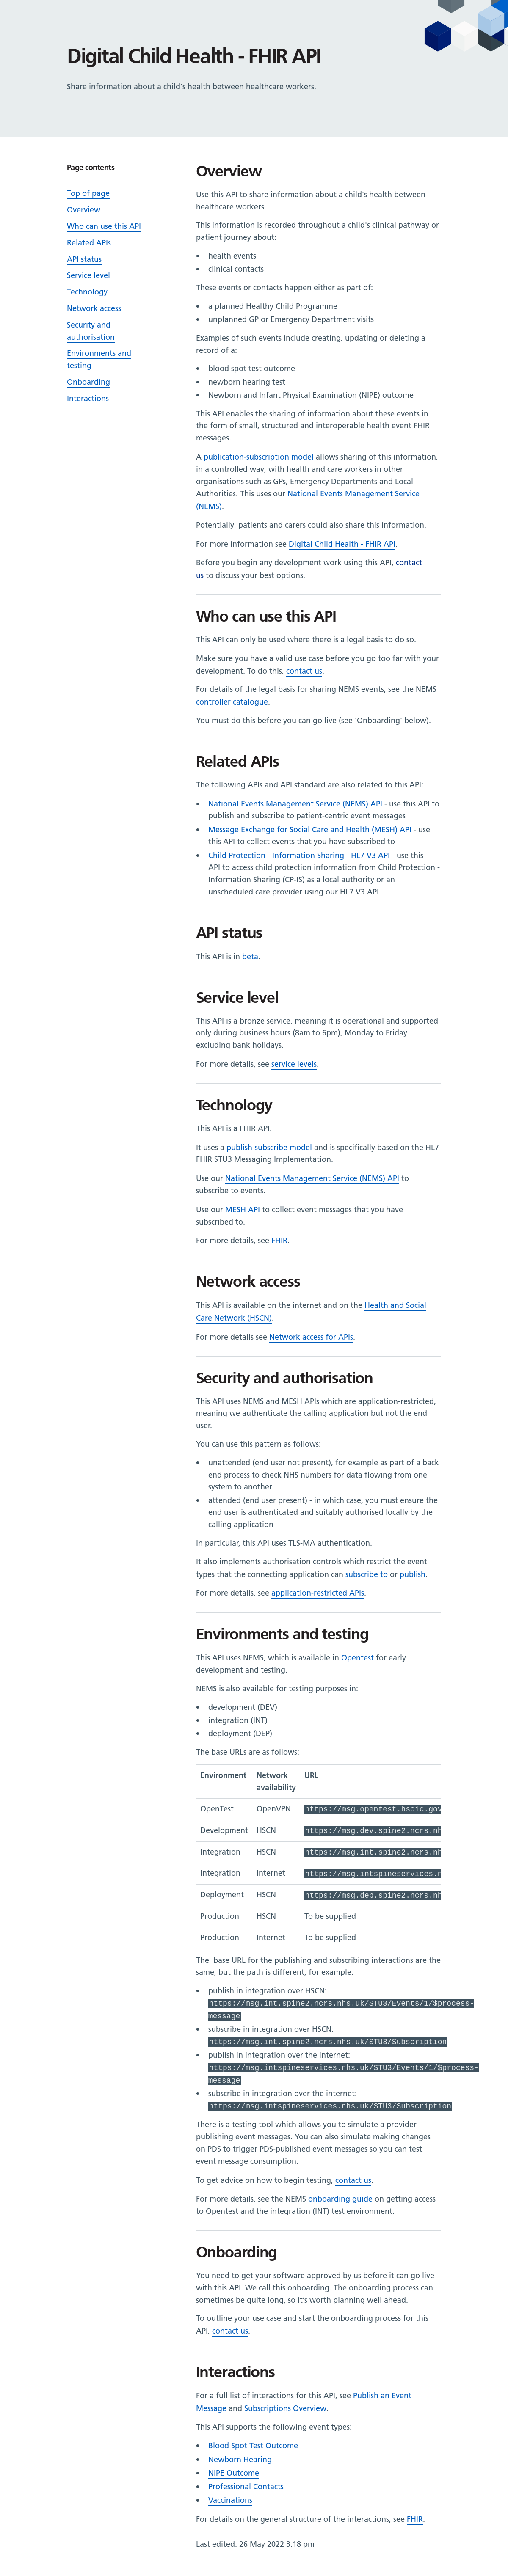 Digital Child Health - FHIR API
Share information about a child's health between healthcare workers.
Page contents
Top of page
Overview
Who can use this API
Related APIs
API status
Service level
Technology
Network access
Security and
authorisation
Environments and
testing
Onboarding
Interactions
Overview
Use this API to share information about a child's health between
healthcare workers.
This information is recorded throughout a child's clinical pathway or
patient journey about:
• health events
• clinical contacts
These events or contacts happen either as part of:
• a planned Healthy Child Programme
• unplanned GP or Emergency Department visits
Examples of such events include creating, updating or deleting a
record of a:
• blood spot test outcome
• newborn hearing test
• Newborn and Infant Physical Examination (NIPE) outcome
This API enables the sharing of information about these events in
the form of small, structured and interoperable health event FHIR
messages.
A publication-subscription model allows sharing of this information,
in a controlled way, with health and care workers in other
organisations such as GPs, Emergency Departments and Local
Authorities. This uses our National Events Management Service
(NEMS).
Potentially, patients and carers could also share this information.
For more information see Digital Child Health - FHIR API.
Before you begin any development work using this API, contact
us to discuss your best options.
Who can use this API
This API can only be used where there is a legal basis to do so.
Make sure you have a valid use case before you go too far with your
development. To do this, contact us.
For details of the legal basis for sharing NEMS events, see the NEMS
controller catalogue.
You must do this before you can go live (see 'Onboarding' below).
Related APIs
The following APIs and API standard are also related to this API:
• National Events Management Service (NEMS) API - use this API to
publish and subscribe to patient-centric event messages
• Message Exchange for Social Care and Health (MESH) API - use
this API to collect events that you have subscribed to
• Child Protection - Information Sharing - HL7 V3 API - use this
API to access child protection information from Child Protection -
Information Sharing (CP-IS) as a local authority or an
unscheduled care provider using our HL7 V3 API
API status
This API is in beta.
Service level
This API is a bronze service, meaning it is operational and supported
only during business hours (8am to 6pm), Monday to Friday
excluding bank holidays.
For more details, see service levels.
Technology
This API is a FHIR API.
It uses a publish-subscribe model and is specifically based on the HL7
FHIR STU3 Messaging Implementation.
Use our National Events Management Service (NEMS) API to
subscribe to events.
Use our MESH API to collect event messages that you have
subscribed to.
For more details, see FHIR.
Network access
This API is available on the internet and on the Health and Social
Care Network (HSCN).
For more details see Network access for APIs.
Security and authorisation
This API uses NEMS and MESH APIs which are application-restricted,
meaning we authenticate the calling application but not the end
user.
You can use this pattern as follows:
• unattended (end user not present), for example as part of a back
end process to check NHS numbers for data flowing from one
system to another
• attended (end user present) - in which case, you must ensure the
end user is authenticated and suitably authorised locally by the
calling application
In particular, this API uses TLS-MA authentication.
It also implements authorisation controls which restrict the event
types that the connecting application can subscribe to or publish.
For more details, see application-restricted APIs.
Environments and testing
This API uses NEMS, which is available in Opentest for early
development and testing.
NEMS is also available for testing purposes in:
• development (DEV)
• integration (INT)
• deployment (DEP)
The base URLs are as follows:
Environment Network availability URL
OpenTest OpenVPN https://msg.opentest.hscic.gov
Development HSCN https://msg.dev.spine2.ncrs.nh
Integration HSCN https://msg.int.spine2.ncrs.nh
Integration Internet https://msg.intspineservices.n
Deployment HSCN https://msg.dep.spine2.ncrs.nh
Production HSCN To be supplied
Production Internet To be supplied
The base URL for the publishing and subscribing interactions are the
same, but the path is different, for example:
• publish in integration over HSCN:
https://msg.int.spine2.ncrs.nhs.uk/STU3/Events/1/$process-
message
• subscribe in integration over HSCN:
https://msg.int.spine2.ncrs.nhs.uk/STU3/Subscription
• publish in integration over the internet:
https://msg.intspineservices.nhs.uk/STU3/Events/1/$process-
message
• subscribe in integration over the internet:
https://msg.intspineservices.nhs.uk/STU3/Subscription
There is a testing tool which allows you to simulate a provider
publishing event messages. You can also simulate making changes
on PDS to trigger PDS-published event messages so you can test
event message consumption.
To get advice on how to begin testing, contact us.
For more details, see the NEMS onboarding guide on getting access
to Opentest and the integration (INT) test environment.
Onboarding
You need to get your software approved by us before it can go live
with this API. We call this onboarding. The onboarding process can
sometimes be quite long, so it's worth planning well ahead.
To outline your use case and start the onboarding process for this
API, contact us.
Interactions
For a full list of interactions for this API, see Publish an Event
Message and Subscriptions Overview.
This API supports the following event types:
• Blood Spot Test Outcome
• Newborn Hearing
• NIPE Outcome
• Professional Contacts
• Vaccinations
For details on the general structure of the interactions, see FHIR.
Last edited: 26 May 2022 3:18 pm